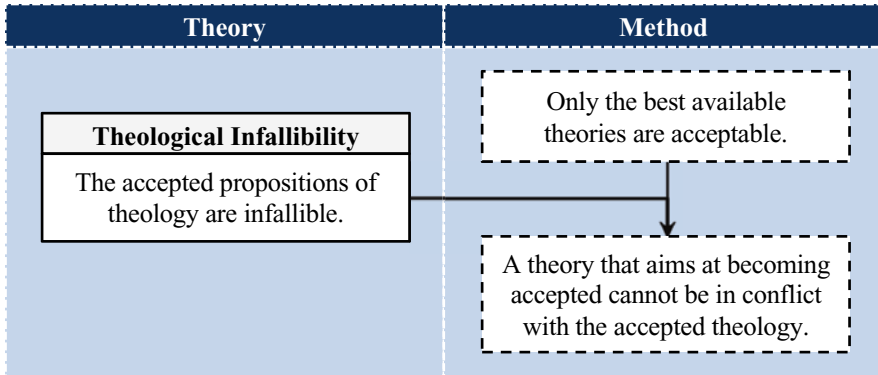 Theory
Method
Theological Infallibility
The accepted propositions of
theology are infallible.
Only the best available
theories are acceptable.
A theory that aims at becoming
accepted cannot be in conflict
with the accepted theology.